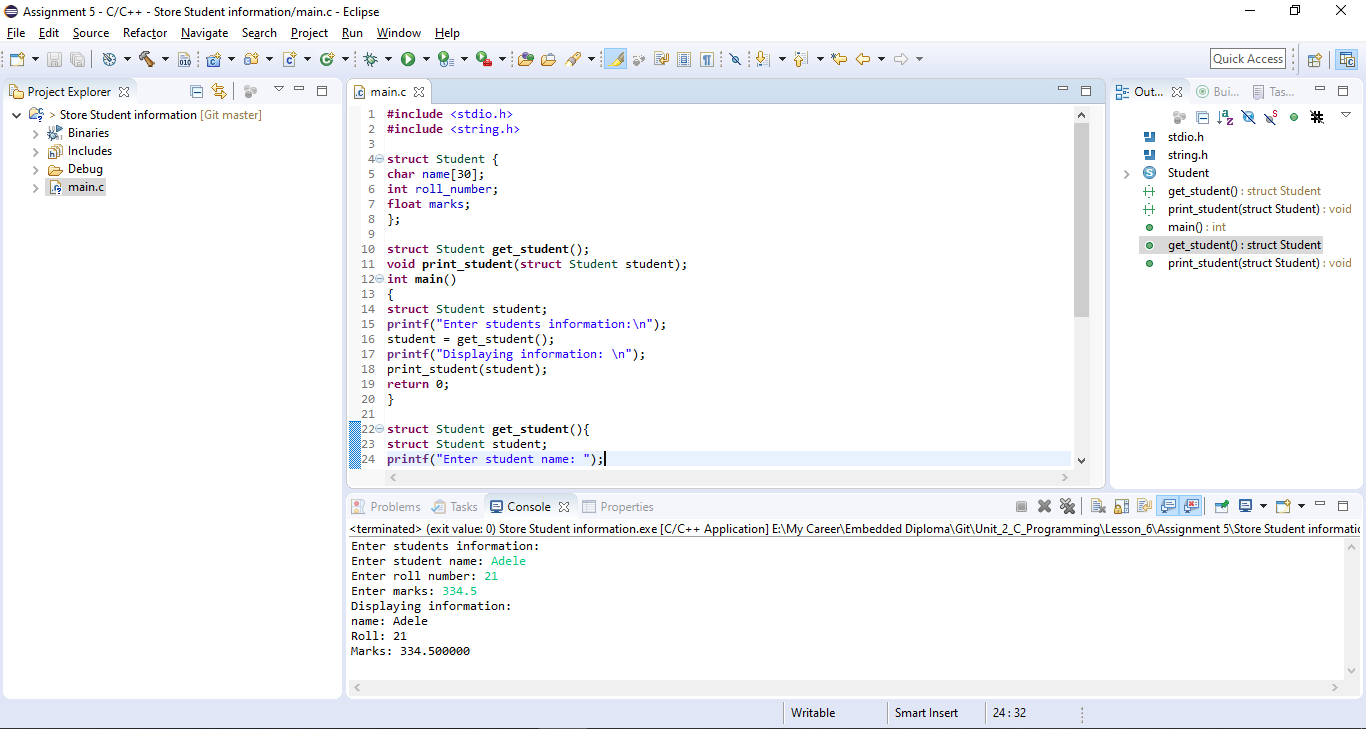 Assignment 5 - C/C++ - Store Student information/main.c - Eclipse
File Edit Source Refactor Navigate Search Project Run Window Help
Quick Access
Project Explorer
> Store Student information [Git master]
Binaries
Includes
Debug
main.c
main.c
1 #include <stdio.h>
2 #include <string.h>
3
4 struct Student {
5 char name[30];
6 int roll_number;
7 float marks;
8 };
9
10 struct Student get_student();
11 void print_student(struct Student student);
12 int main()
13 {
14 struct Student student;
15 printf("Enter students information:\n");
16 student = get_student();
17 printf("Displaying information: \n");
18 print_student(student);
19 return 0;
20 }
21
22 struct Student get_student(){
23 struct Student student;
24 printf("Enter student name: ");
Out... Bui... Tas...
stdio.h
string.h
Student
get_student() : struct Student
print_student(struct Student) : void
main() : int
get_student() : struct Student
print_student(struct Student) : void
Problems Tasks Console Properties
<terminated> (exit value: 0) Store Student information.exe [C/C++ Application] E:\My Career\Embedded Diploma\Git\Unit_2_C_Programming\Lesson_6\Assignment 5\Store Student informatio
Enter students information:
Enter student name: Adele
Enter roll number: 21
Enter marks: 334.5
Displaying information:
name: Adele
Roll: 21
Marks: 334.500000
Writable Smart Insert 24 : 32